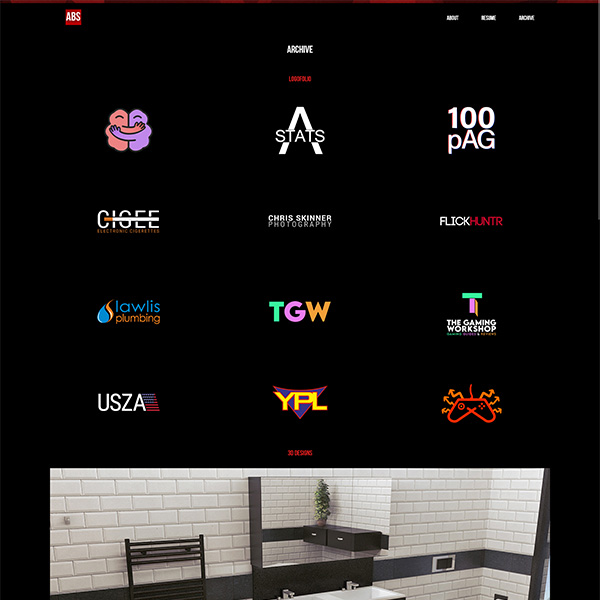 ABS
ABOUT RESUME ARCHIVE
ARCHIVE
LOGOFOLIO
A
STATS
100
pAG
CIGEE
ELECTRONIC CIGARETTES
CHRIS SKINNER
PHOTOGRAPHY
FLICKHUNTR
lawlis
plumbing
TGW
T
THE GAMING
WORKSHOP
USZA
YPL
3D DESIGNS